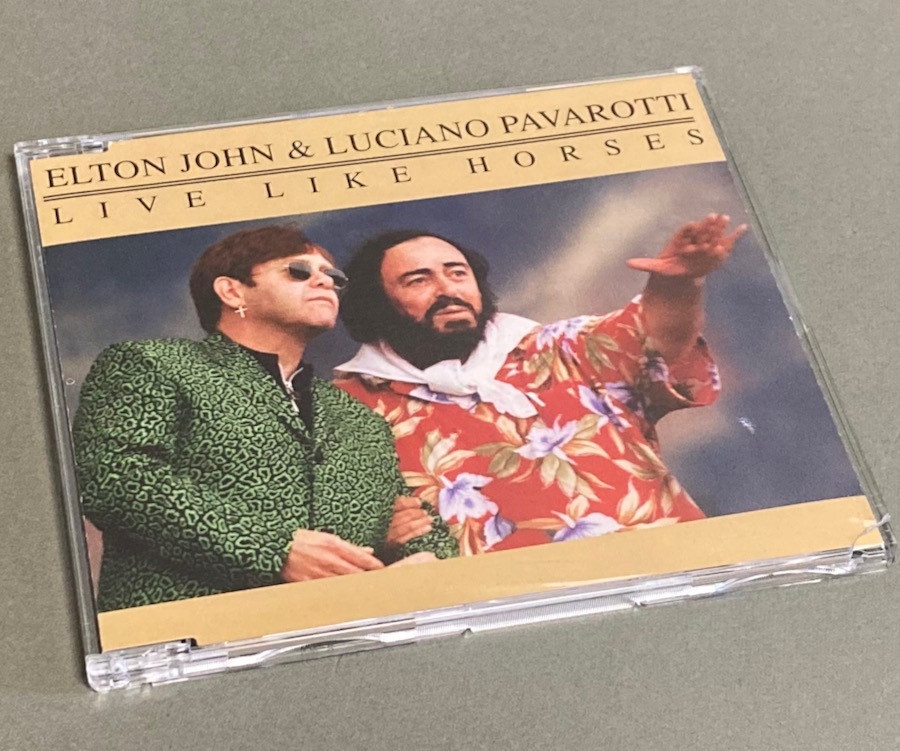 ELTON JOHN & LUCIANO PAVAROTTI
LIVE LIKE HORSES